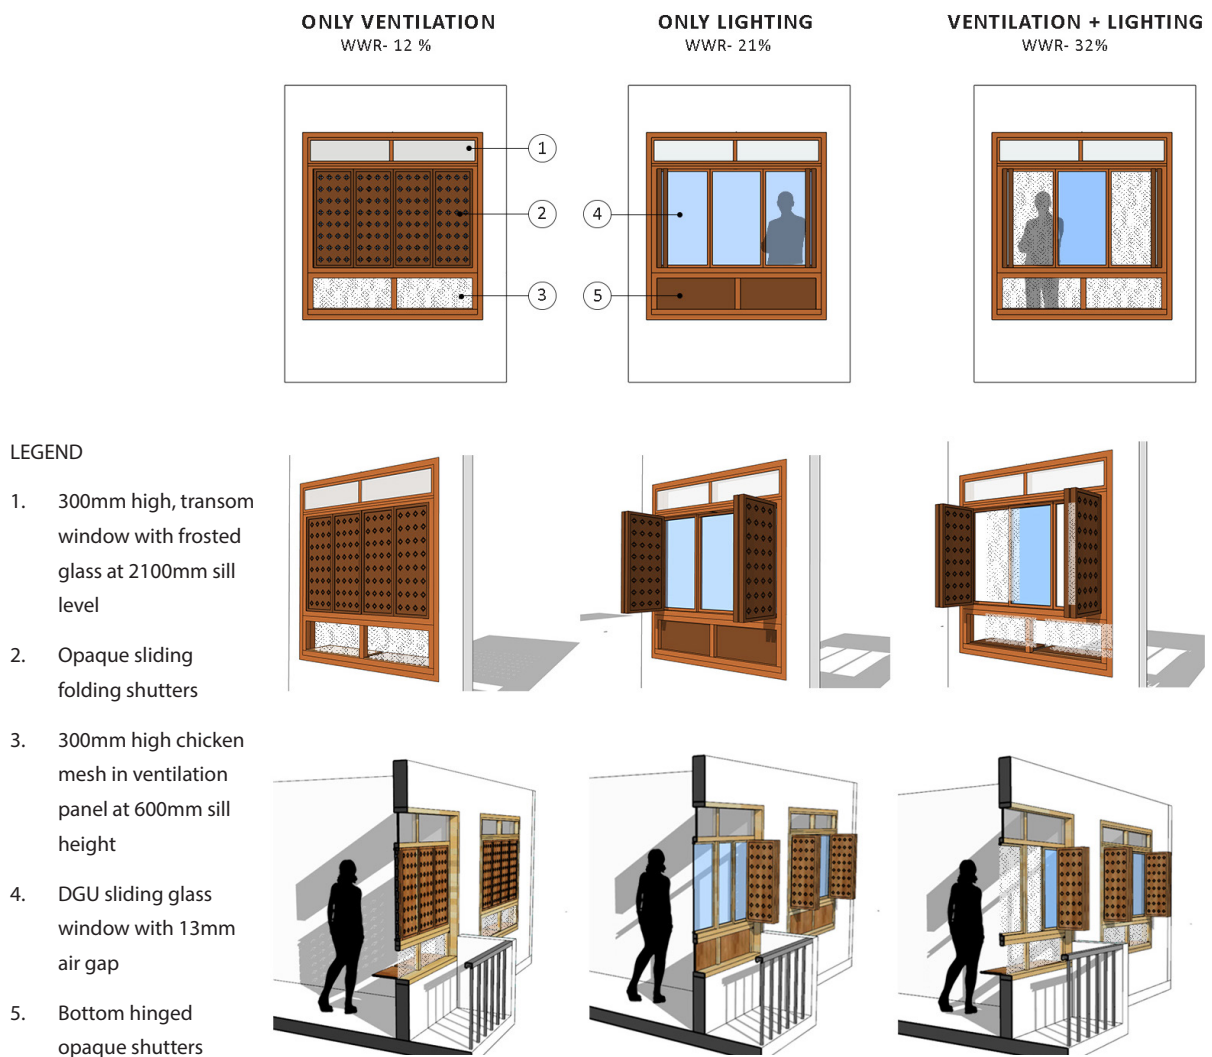 ONLY VENTILATION
WWR- 12 %
ONLY LIGHTING
WWR- 21%
VENTILATION + LIGHTING
WWR- 32%
1
2
3
4
5
LEGEND
1. 300mm high, transom
window with frosted
glass at 2100mm sill
level
2. Opaque sliding
folding shutters
3. 300mm high chicken
mesh in ventilation
panel at 600mm sill
height
4. DGU sliding glass
window with 13mm
air gap
5. Bottom hinged
opaque shutters